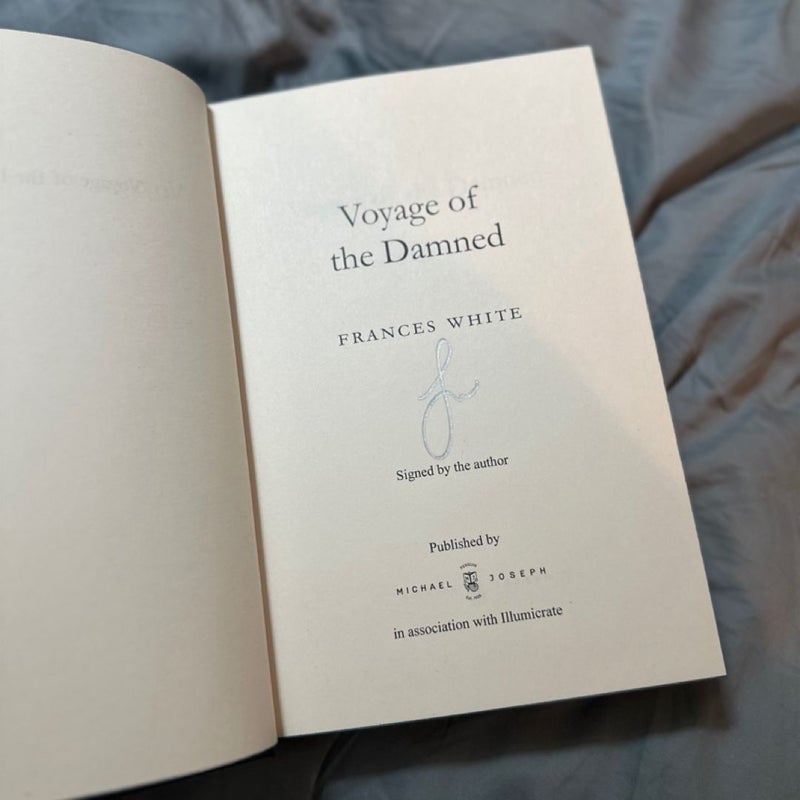 Voyage of
the Damned
FRANCES WHITE
Signed by the author
Published by
MICHAEL JOSEPH
in association with Illumicrate